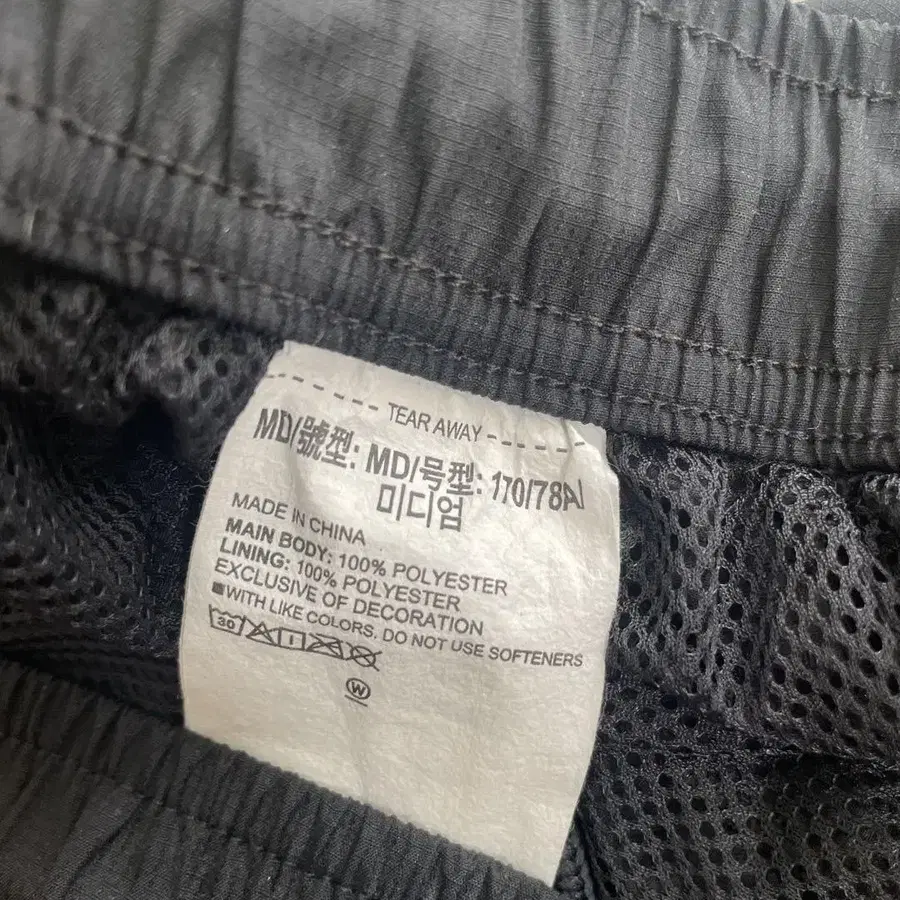 TEAR AWAY
MD/號型: MD/号型: 170/78A/
미디엄
MADE IN CHINA
MAIN BODY: 100% POLYESTER
LINING: 100% POLYESTER
EXCLUSIVE OF DECORATION
WITH LIKE COLORS, DO NOT USE SOFTENERS
30
W